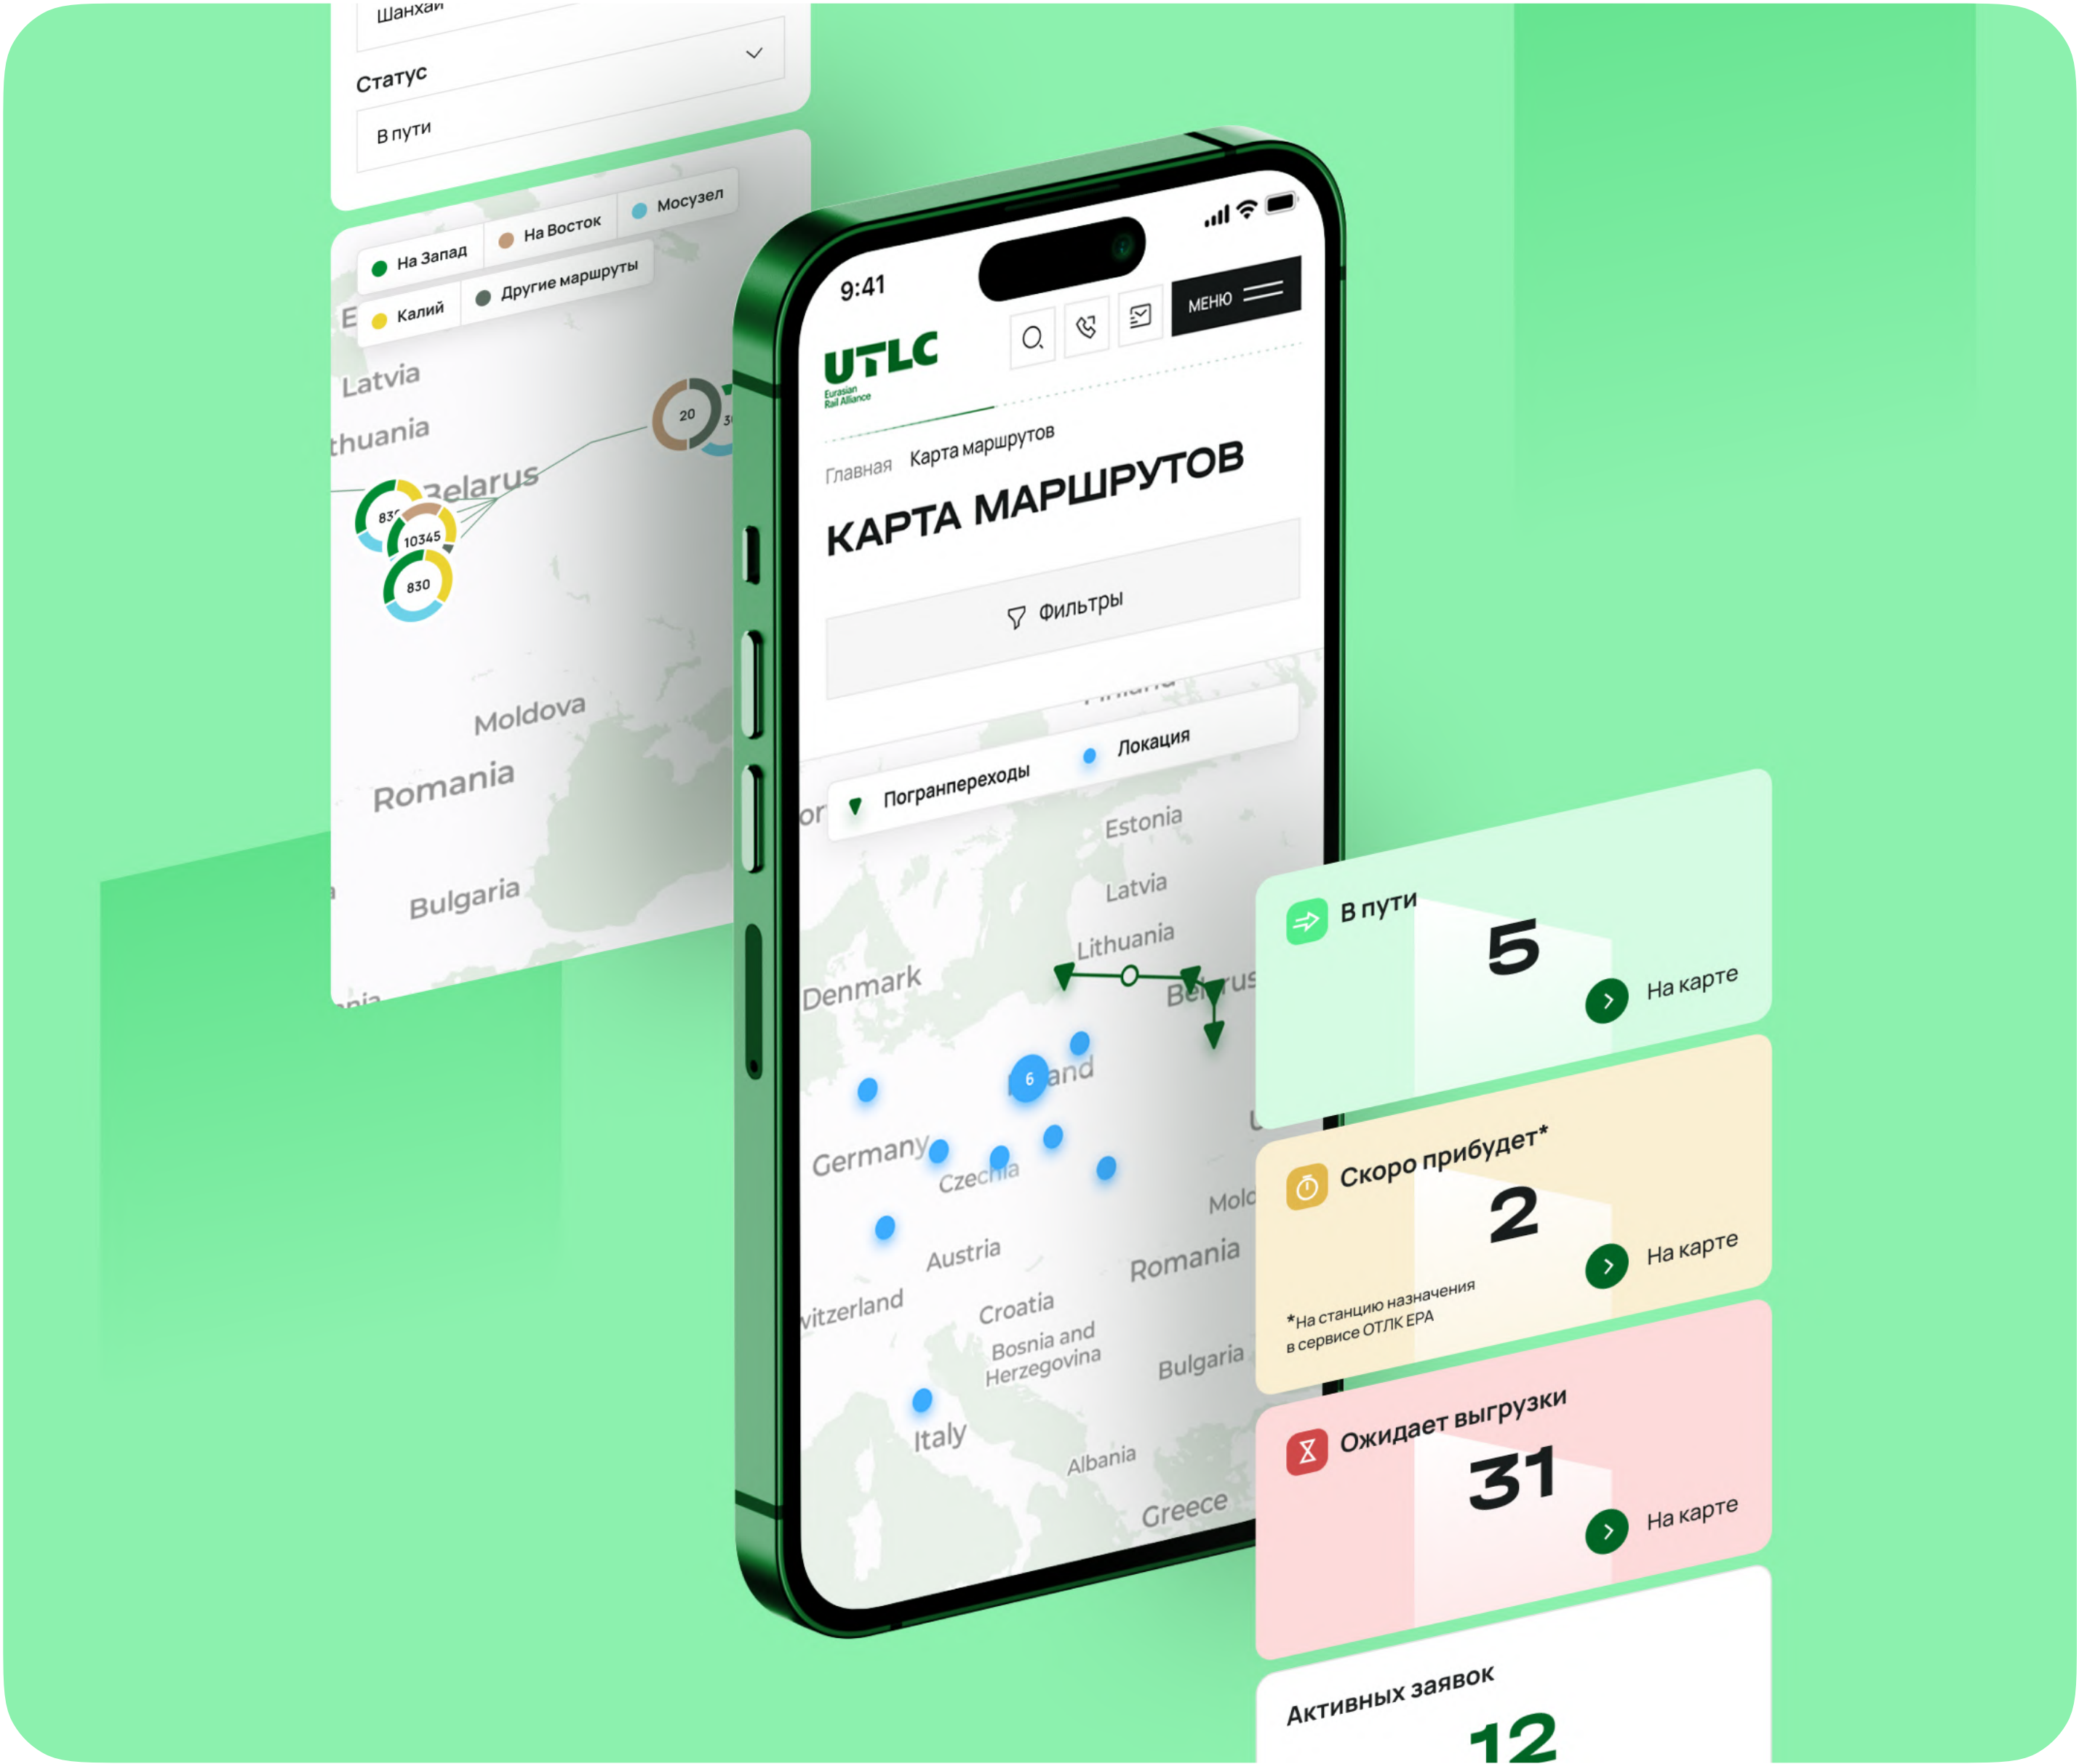 Шанхай
Статус
В пути
На Запад
На Восток
Мосузел
Калий
Другие маршруты
Latvia
Belarus
20
10345
830
Moldova
Romania
Bulgaria
9:41
UTLC
Eurasian
Rail Alliance
МЕНЮ
Главная Карта маршрутов
КАРТА МАРШРУТОВ
Фильтры
Погранпереходы
Локация
Estonia
Latvia
Lithuania
Denmark
Belarus
6
Germany
Czechia
Austria
Romania
Croatia
Bosnia and
Herzegovina
Bulgaria
Italy
Albania
Greece
В пути
5
На карте
Скоро прибудет*
2
На карте
*На станцию назначения
в сервисе ОТЛК ЕРА
Ожидает выгрузки
31
На карте
Активных заявок
12